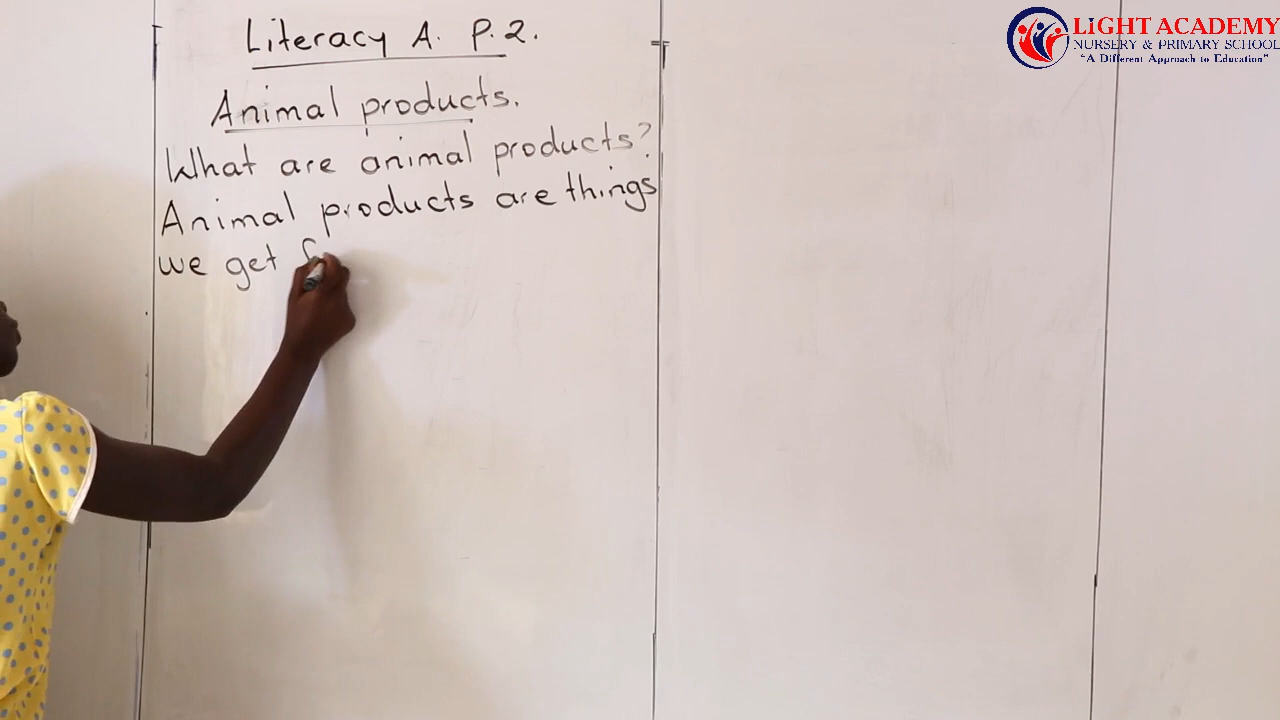 Literacy A. P.2.
Animal products.
What are animal products?
Animal products are things
we get f
LiGHT ACADEMY
NURSERY & PRIMARY SCHOOL
"A Different Approach to Education"